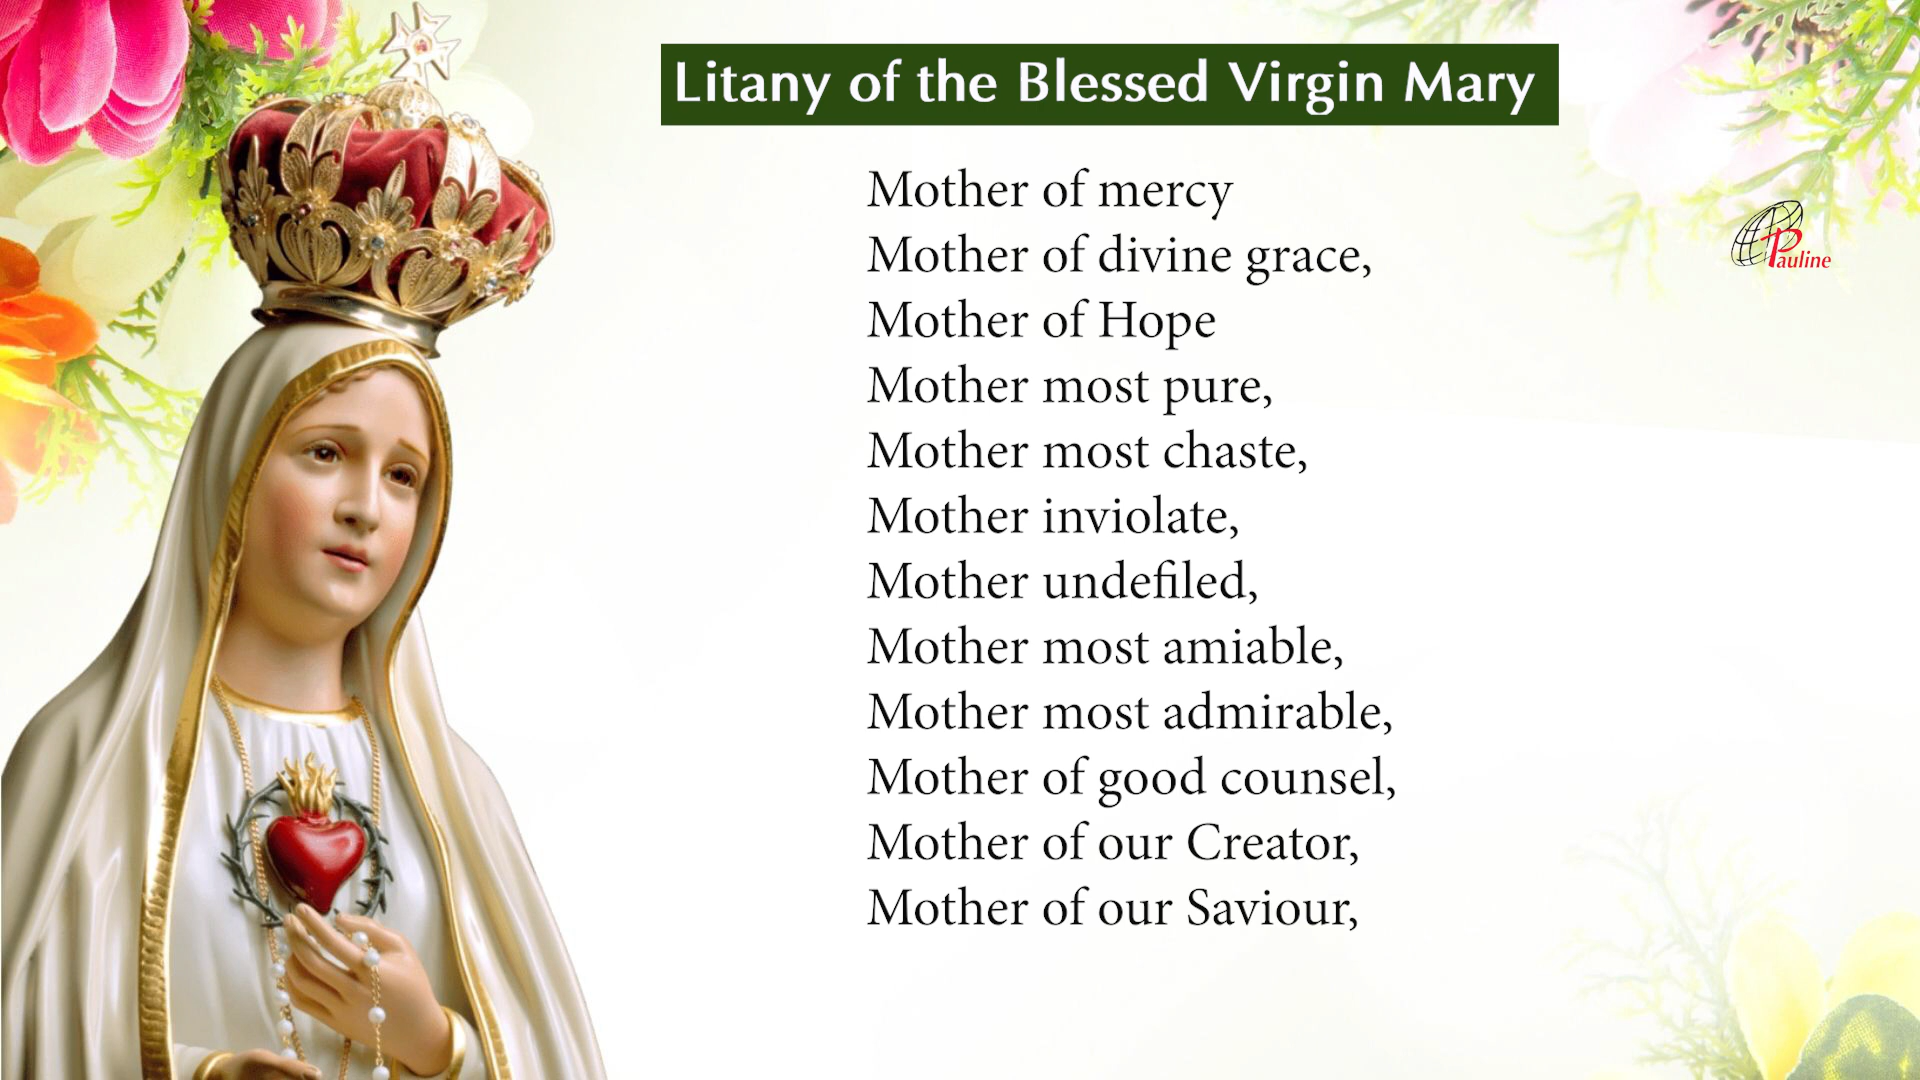 Litany of the Blessed Virgin Mary
Mother of mercy
Mother of divine grace,
Mother of Hope
Mother most pure,
Mother most chaste,
Mother inviolate,
Mother undefiled,
Mother most amiable,
Mother most admirable,
Mother of good counsel,
Mother of our Creator,
Mother of our Saviour,
Pauline